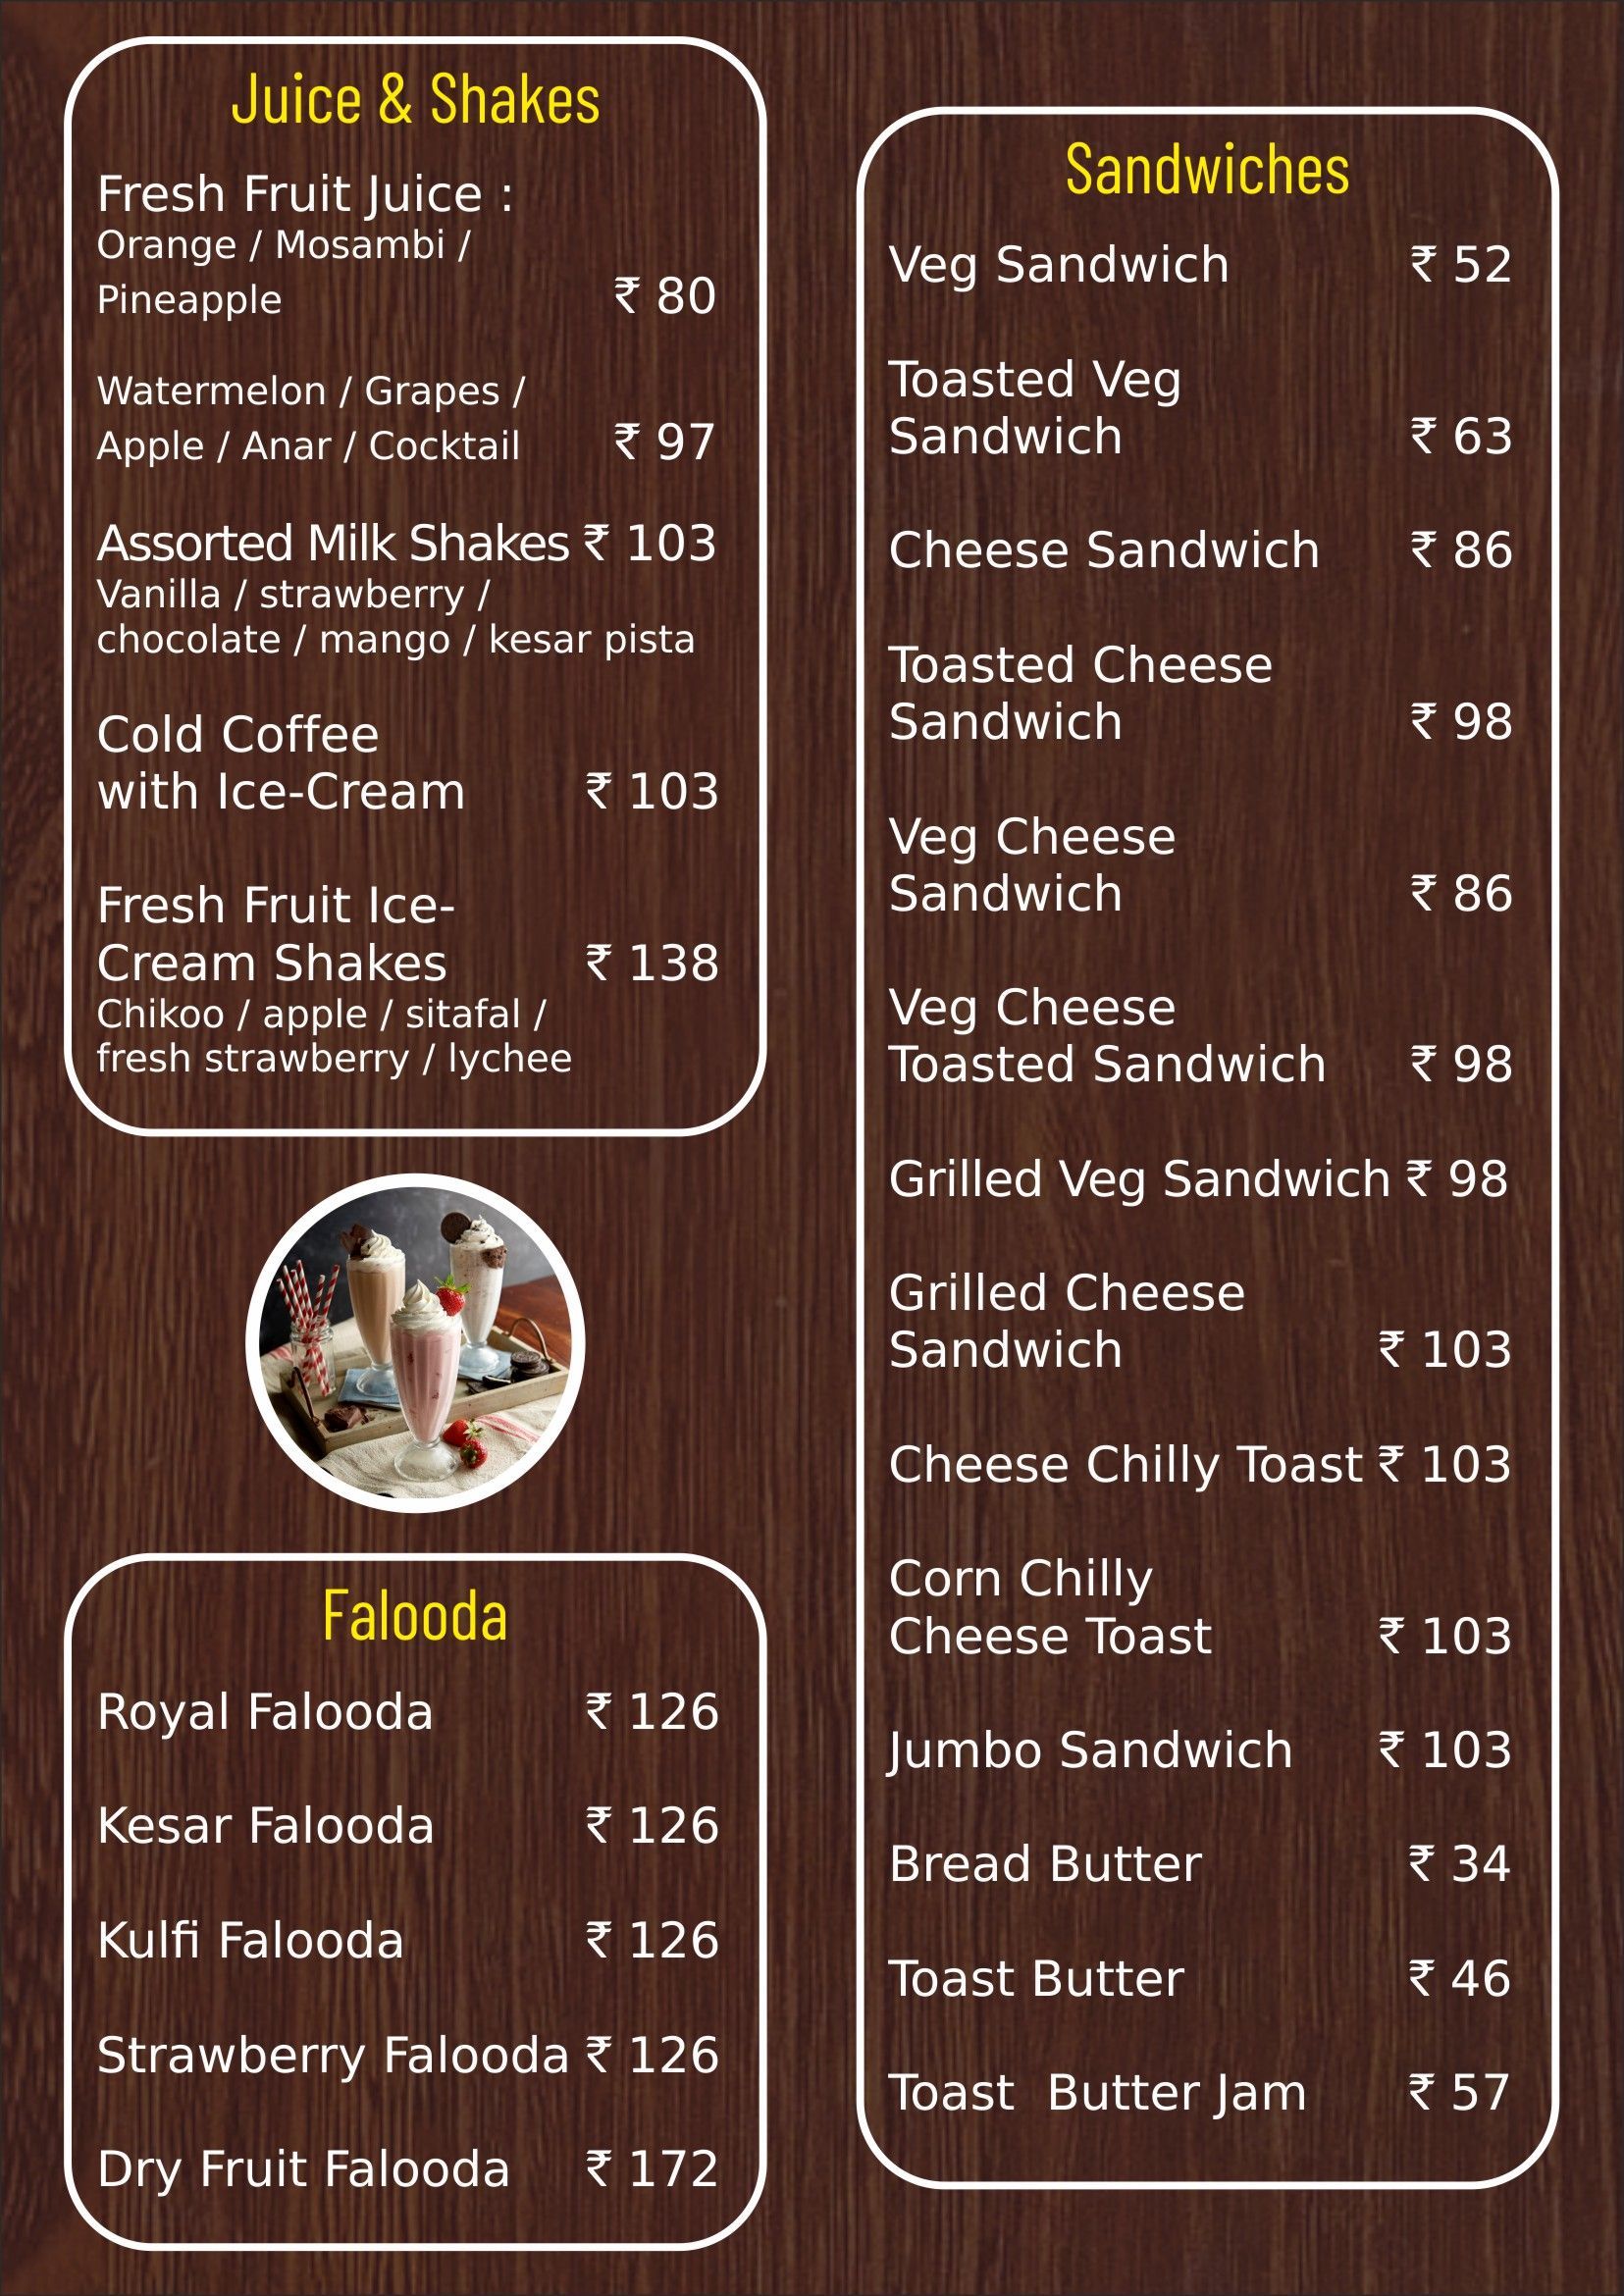 Juice & Shakes
Fresh Fruit Juice :
Orange / Mosambi /
Pineapple ₹ 80
Watermelon / Grapes /
Apple / Anar / Cocktail ₹ 97
Assorted Milk Shakes ₹ 103
Vanilla / strawberry /
chocolate / mango / kesar pista
Cold Coffee
with Ice-Cream ₹ 103
Fresh Fruit Ice-
Cream Shakes ₹ 138
Chikoo / apple / sitafal /
fresh strawberry / lychee
Falooda
Royal Falooda ₹ 126
Kesar Falooda ₹ 126
Kulfi Falooda ₹ 126
Strawberry Falooda ₹ 126
Dry Fruit Falooda ₹ 172
Sandwiches
Veg Sandwich ₹ 52
Toasted Veg
Sandwich ₹ 63
Cheese Sandwich ₹ 86
Toasted Cheese
Sandwich ₹ 98
Veg Cheese
Sandwich ₹ 86
Veg Cheese
Toasted Sandwich ₹ 98
Grilled Veg Sandwich ₹ 98
Grilled Cheese
Sandwich ₹ 103
Cheese Chilly Toast ₹ 103
Corn Chilly
Cheese Toast ₹ 103
Jumbo Sandwich ₹ 103
Bread Butter ₹ 34
Toast Butter ₹ 46
Toast  Butter Jam ₹ 57